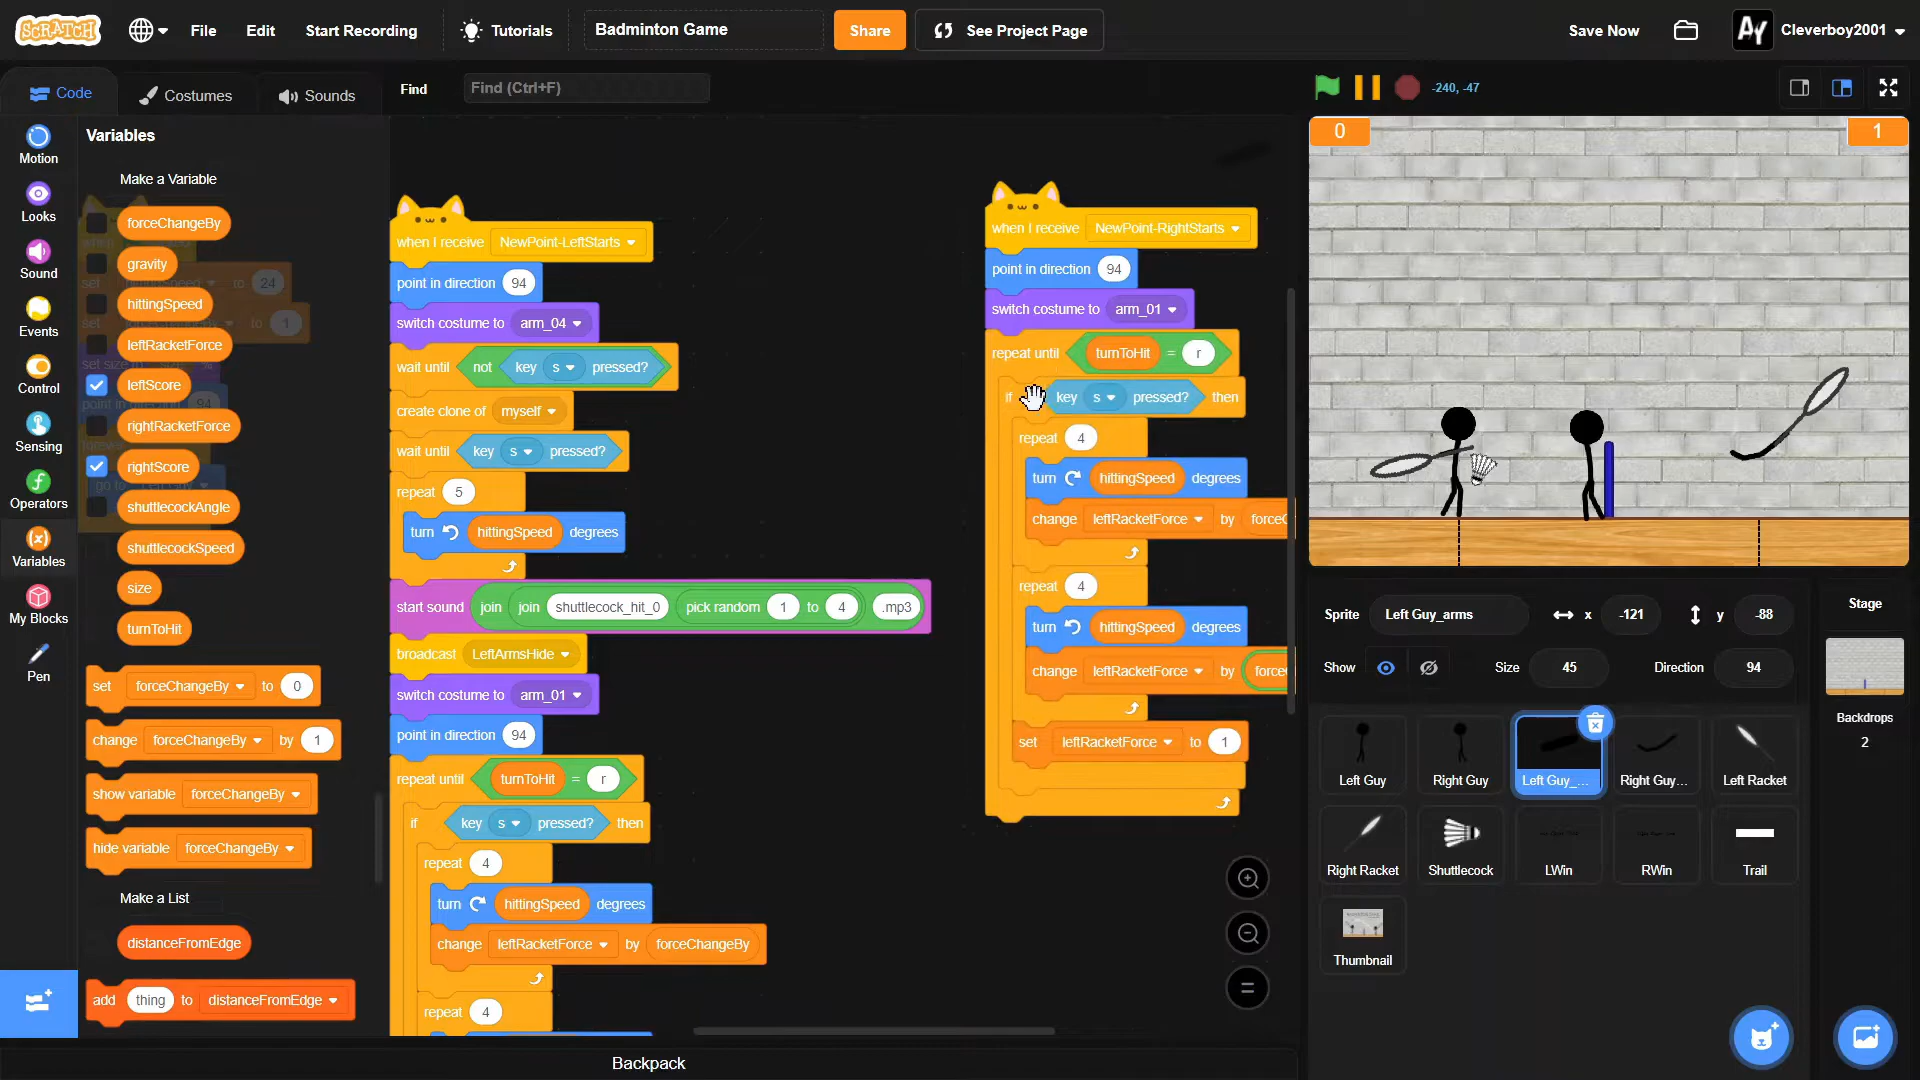 SCRATCH
File
Edit
Start Recording
Tutorials
Badminton Game
Share
See Project Page
Save Now
Ay
Cleverboy2001
Code
Costumes
Sounds
Find
Find (Ctrl+F)
-240, -47
Motion
Looks
Sound
Events
Control
Sensing
Operators
Variables
My Blocks
Pen
Variables
Make a Variable
forceChangeBy
gravity
hittingSpeed
leftRacketForce
leftScore
rightRacketForce
rightScore
shuttlecockAngle
shuttlecockSpeed
size
turnToHit
set forceChangeBy to 0
change forceChangeBy by 1
show variable forceChangeBy
hide variable forceChangeBy
Make a List
distanceFromEdge
add thing to distanceFromEdge
when I receive NewPoint-LeftStarts
point in direction 94
switch costume to arm_04
wait until not key s pressed?
create clone of myself
wait until key s pressed?
repeat 5
turn hittingSpeed degrees
start sound join join shuttlecock_hit_0 pick random 1 to 4 .mp3
broadcast LeftArmsHide
switch costume to arm_01
point in direction 94
repeat until turnToHit = r
if key s pressed? then
repeat 4
turn hittingSpeed degrees
change leftRacketForce by forceChangeBy
repeat 4
when I receive NewPoint-RightStarts
point in direction 94
switch costume to arm_01
repeat until turnToHit = r
if key s pressed? then
repeat 4
turn hittingSpeed degrees
change leftRacketForce by
repeat 4
turn hittingSpeed degrees
change leftRacketForce by
set leftRacketForce to 1
Backpack
0
1
Sprite Left Guy_arms x -121 y -88
Show Size 45 Direction 94
Left Guy
Right Guy
Left Guy_...
Right Guy...
Left Racket
Right Racket
Shuttlecock
LWin
RWin
Trail
Thumbnail
Stage
Backdrops
2